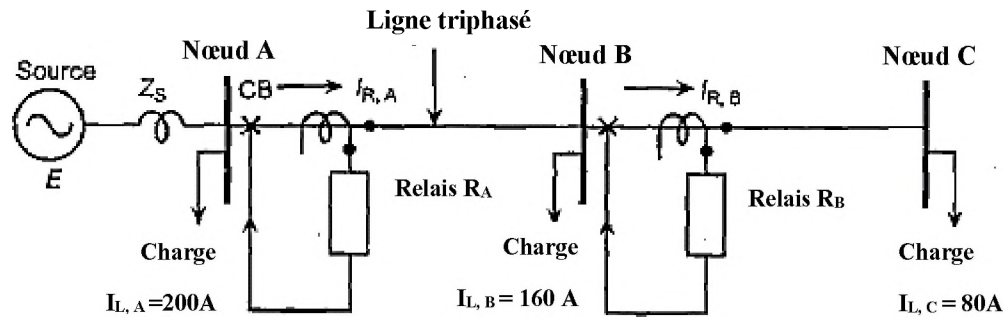 Ligne triphasé
Nœud A
Nœud B
Nœud C
Source
Z_S
CB
I_R, A
I_R, B
E
Relais R_A
Relais R_B
Charge
Charge
Charge
I_L, A =200A
I_L, B = 160 A
I_L, C = 80A